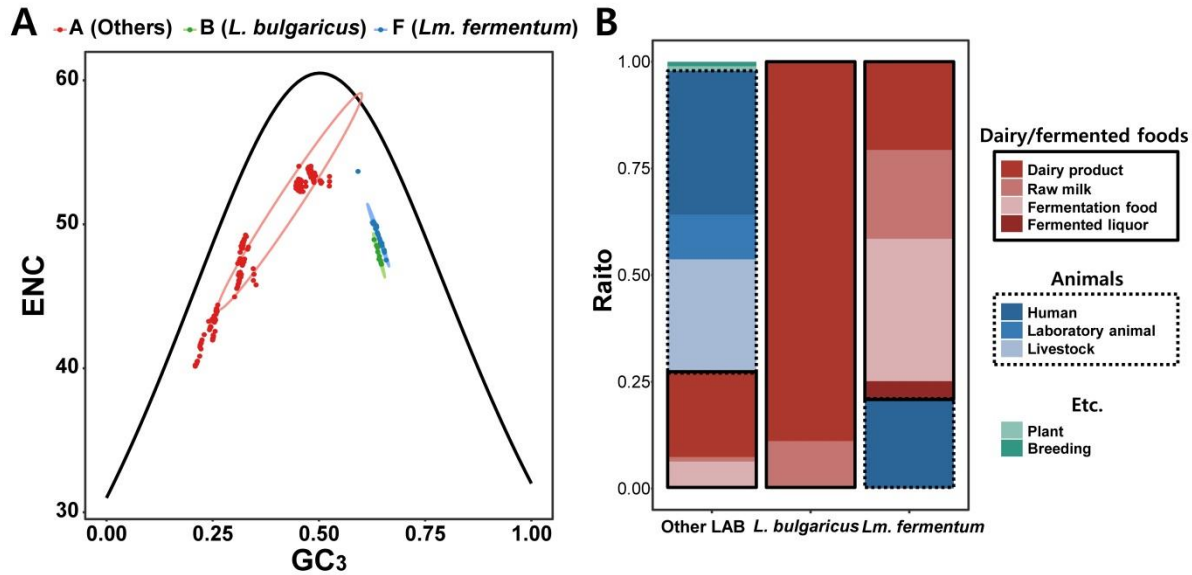 A
A (Others) B (L. bulgaricus) F (Lm. fermentum)
60
50
40
30
ENC
0.00 0.25 0.50 0.75 1.00
GC3
B
1.00
0.75
0.50
0.25
0.00
Raito
Other LAB L. bulgaricus Lm. fermentum
Dairy/fermented foods
Dairy product
Raw milk
Fermentation food
Fermented liquor
Animals
Human
Laboratory animal
Livestock
Etc.
Plant
Breeding